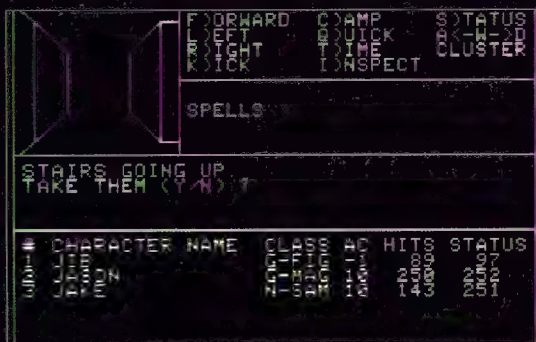 F)ORWARD C)AMP S)TATUS
L)EFT Q)UICK A<-W->D
R)IGHT T)IME CLUSTER
K)ICK I)NSPECT
SPELLS
STAIRS GOING UP
TAKE THEM (Y/N)
# CHARACTER NAME CLASS AC HITS STATUS
1 JIB G-FIG -1 89 97
2 JASON G-MAG 10 250 252
3 JAKE N-SAM 10 143 251